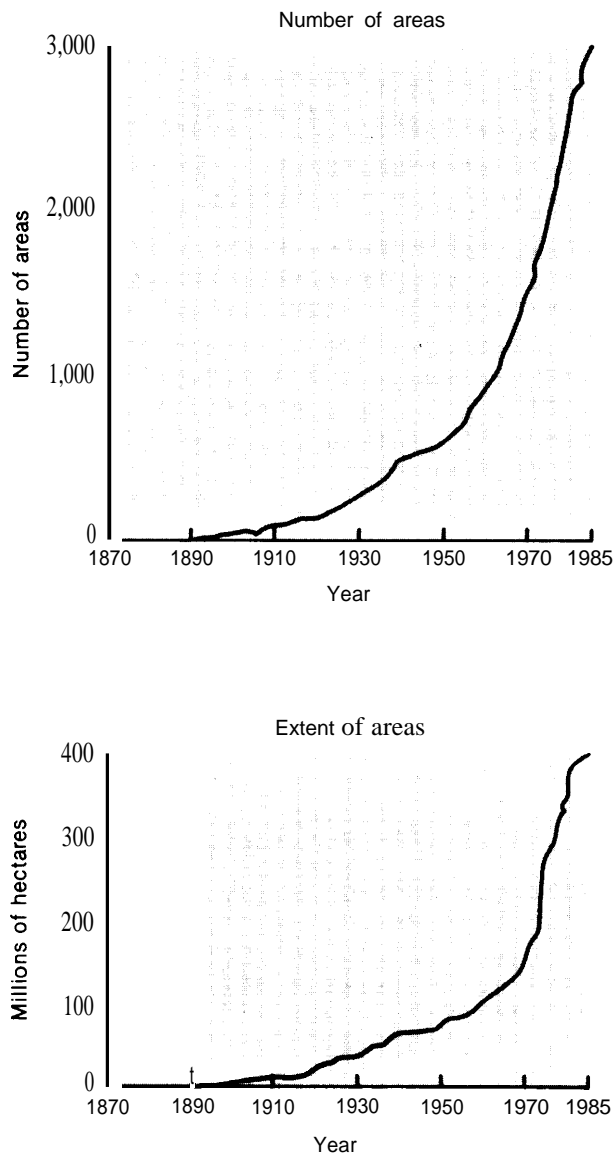 Number of areas
3,000
2,000
Number of areas
1,000
0
1870 1890 1910 1930 1950 1970 1985
Year
Extent of areas
400
300
Millions of hectares
200
100
t
0
1870 1890 1910 1930 1950 1970 1985
Year